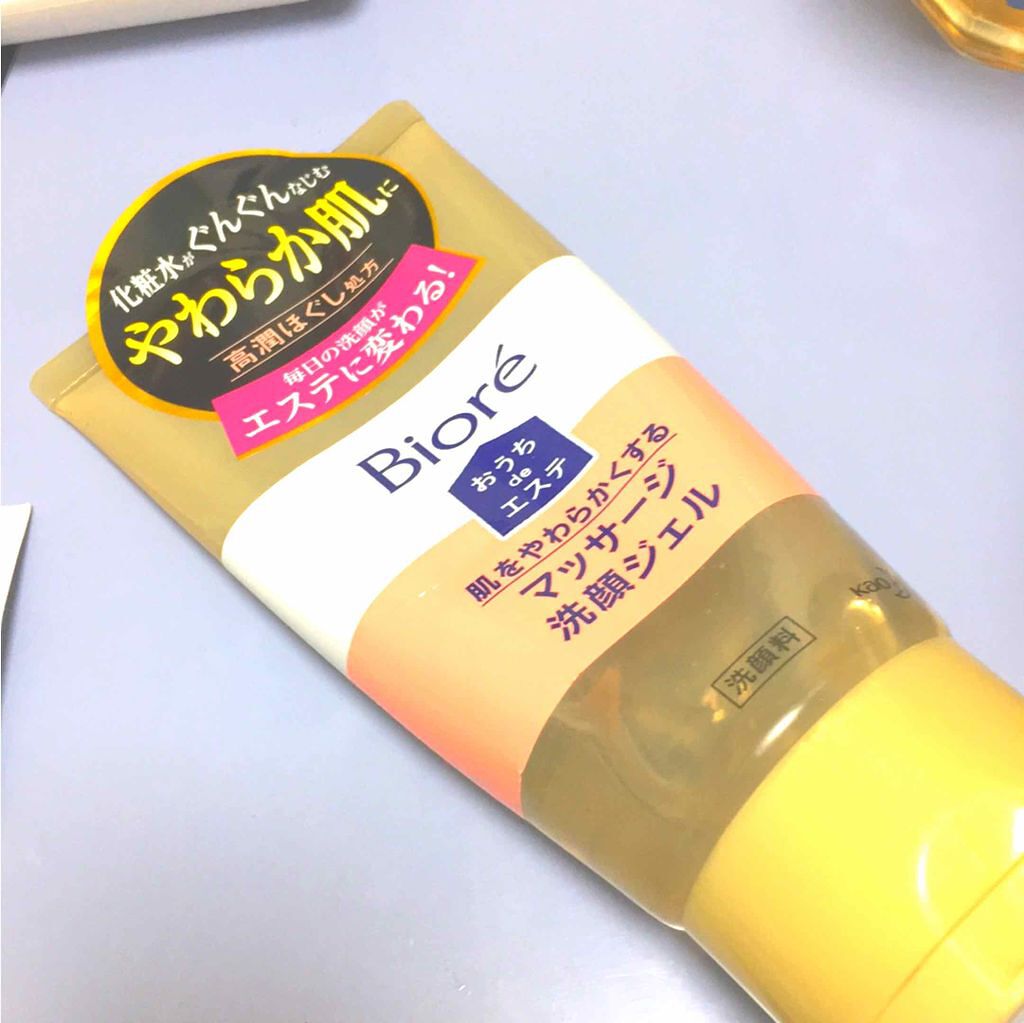 化粧水がぐんぐんなじむ
やわらか肌に
高潤ほぐし処方
毎日の洗顔が
エステに変わる!
Bioré
おうち
de
エステ
肌をやわらかくする
マッサージ
洗顔ジェル
Kao
洗顔料